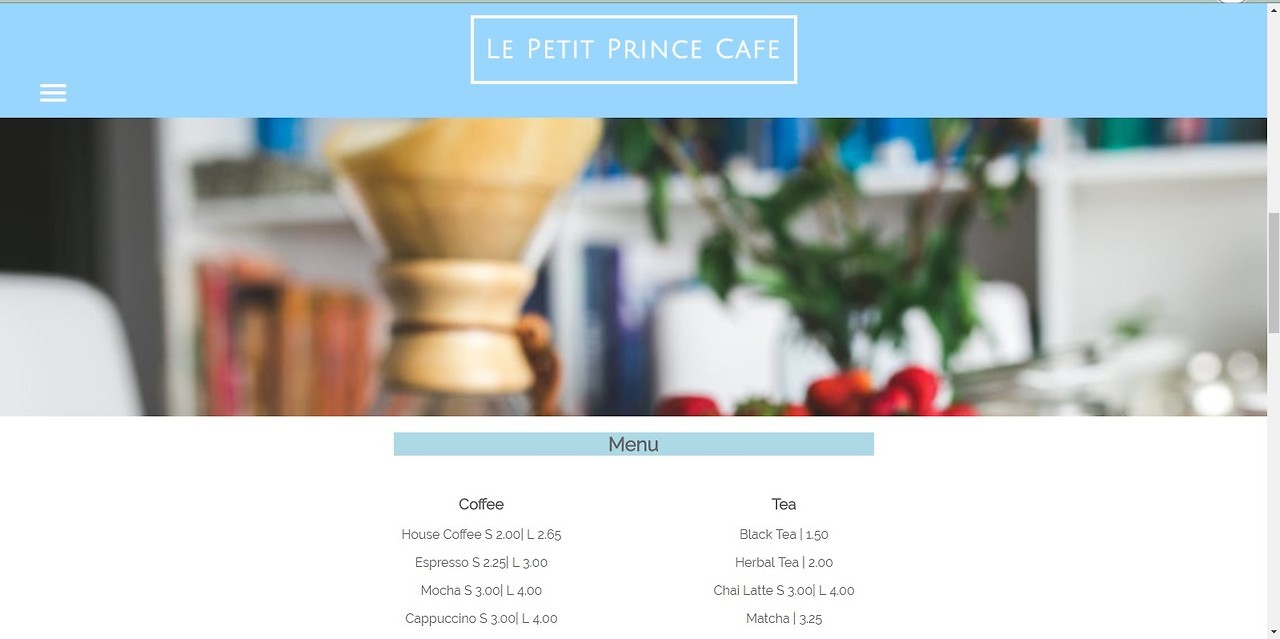 Le Petit Prince Cafe
Menu
Coffee
House Coffee S 2.00| L 2.65
Espresso S 2.25| L 3.00
Mocha S 3.00| L 4.00
Cappuccino S 3.00| L 4.00
Tea
Black Tea | 1.50
Herbal Tea | 2.00
Chai Latte S 3.00| L 4.00
Matcha | 3.25